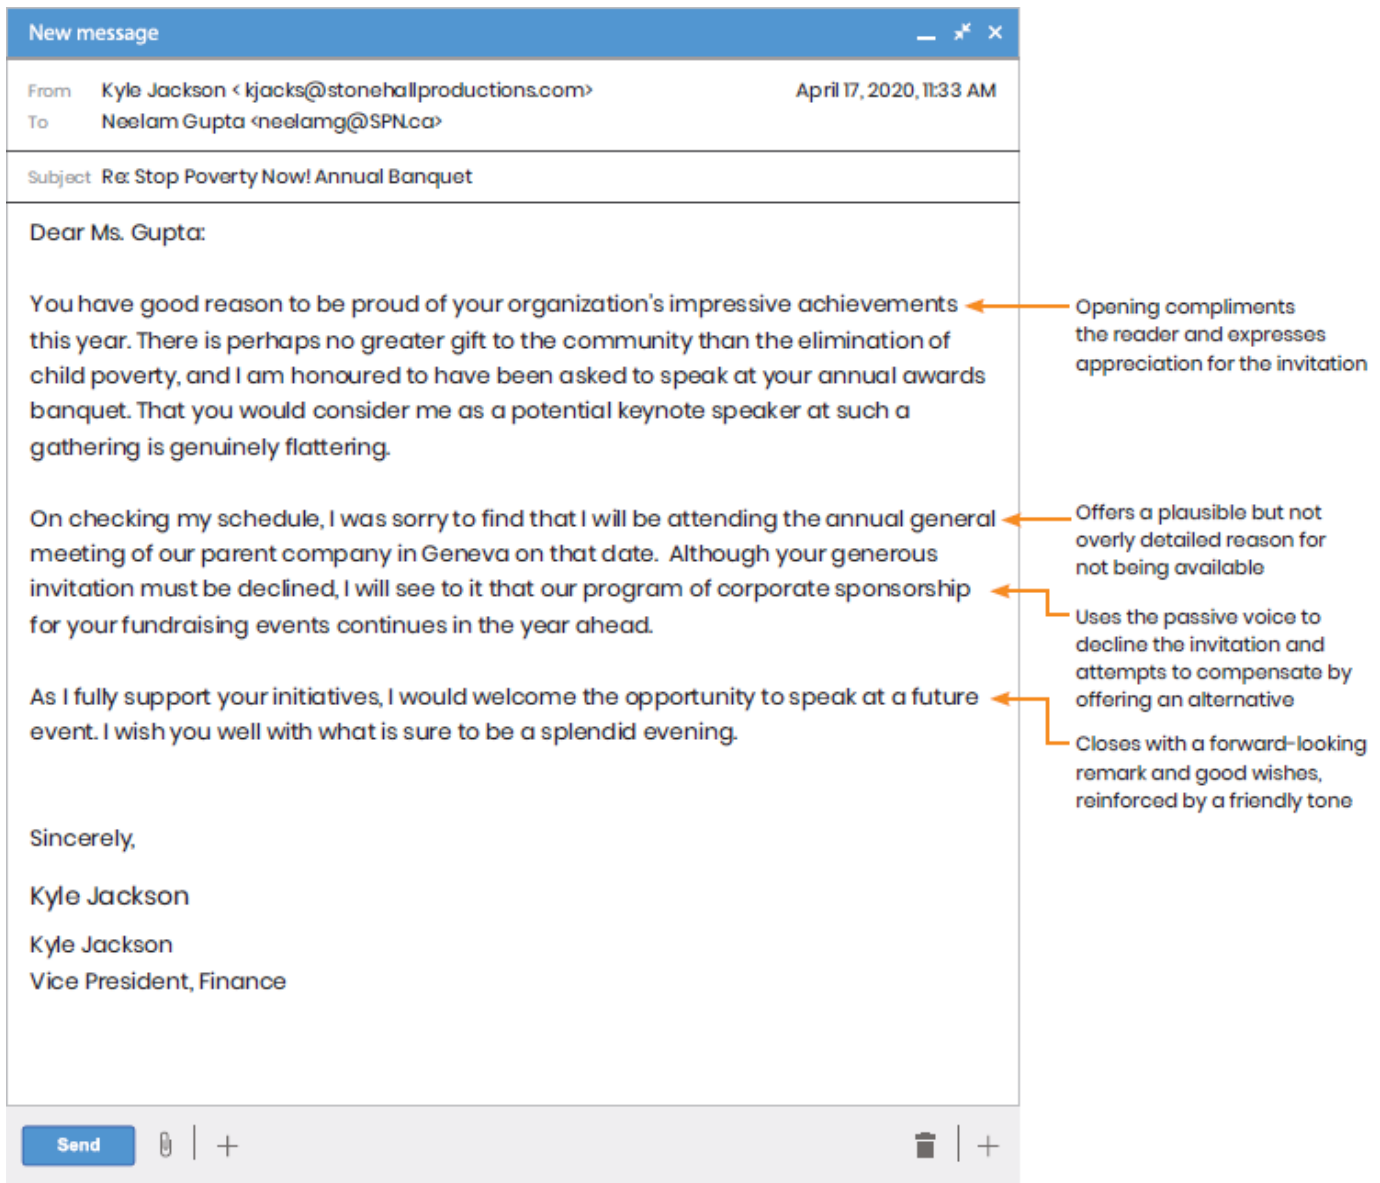 New message
From Kyle Jackson < kjacks@stonehallproductions.com> April 17, 2020, 11:33 AM
To Neelam Gupta <neelamg@SPN.ca>
Subject Re: Stop Poverty Now! Annual Banquet
Dear Ms. Gupta:
You have good reason to be proud of your organization's impressive achievements
this year. There is perhaps no greater gift to the community than the elimination of
child poverty, and I am honoured to have been asked to speak at your annual awards
banquet. That you would consider me as a potential keynote speaker at such a
gathering is genuinely flattering.
Opening compliments
the reader and expresses
appreciation for the invitation
On checking my schedule, I was sorry to find that I will be attending the annual general
meeting of our parent company in Geneva on that date. Although your generous
invitation must be declined, I will see to it that our program of corporate sponsorship
for your fundraising events continues in the year ahead.
Offers a plausible but not
overly detailed reason for
not being available
Uses the passive voice to
decline the invitation and
attempts to compensate by
offering an alternative
As I fully support your initiatives, I would welcome the opportunity to speak at a future
event. I wish you well with what is sure to be a splendid evening.
Closes with a forward-looking
remark and good wishes,
reinforced by a friendly tone
Sincerely,
Kyle Jackson
Kyle Jackson
Vice President, Finance
Send